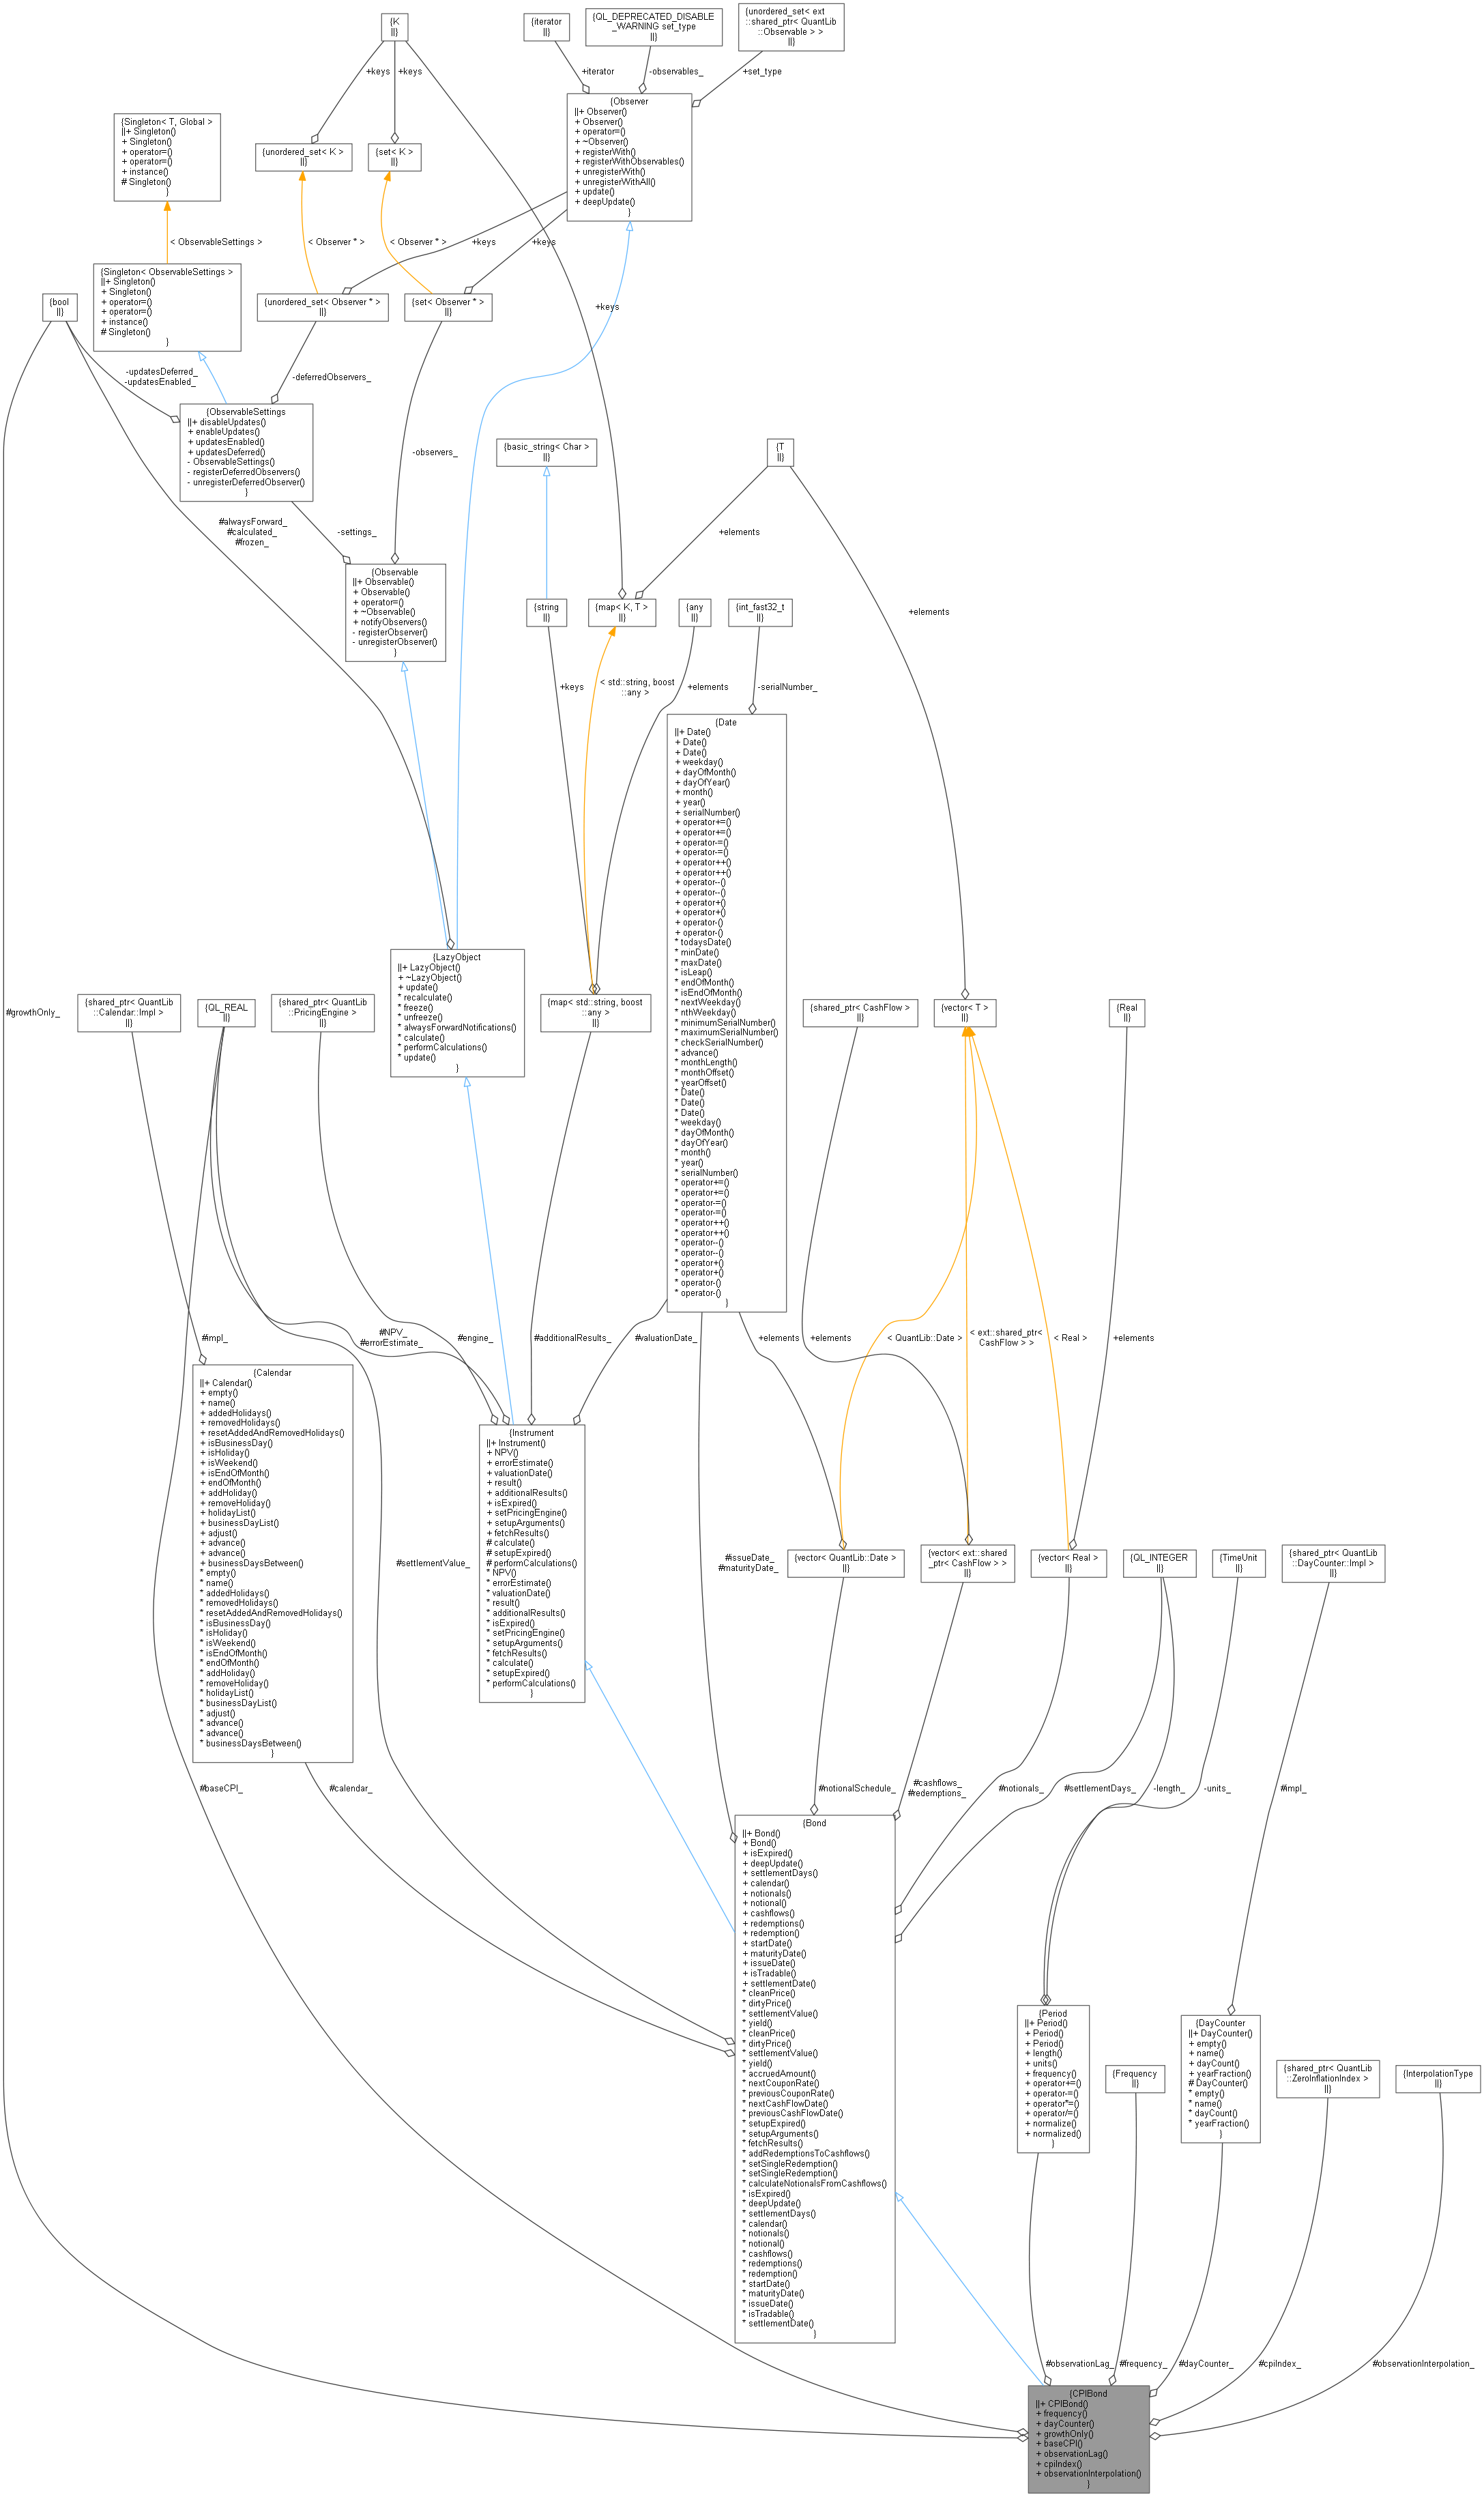 {K
||}
{iterator
||}
{QL_DEPRECATED_DISABLE
_WARNING set_type
||}
{unordered_set< ext
::shared_ptr< QuantLib
::Observable > >
||}
+keys
+keys
+iterator
-observables_
+set_type
{Singleton< T, Global >
||+ Singleton()
+ Singleton()
+ operator=()
+ operator=()
+ instance()
# Singleton()
}
{unordered_set< K >
||}
{set< K >
||}
{Observer
||+ Observer()
+ Observer()
+ operator=()
+ ~Observer()
+ registerWith()
+ registerWithObservables()
+ unregisterWith()
+ unregisterWithAll()
+ update()
+ deepUpdate()
}
< ObservableSettings >
< Observer * >
< Observer * >
+keys
+keys
{bool
||}
{Singleton< ObservableSettings >
||+ Singleton()
+ Singleton()
+ operator=()
+ operator=()
+ instance()
# Singleton()
}
{unordered_set< Observer * >
||}
{set< Observer * >
||}
+keys
-updatesDeferred_
-updatesEnabled_
-deferredObservers_
{ObservableSettings
||+ disableUpdates()
+ enableUpdates()
+ updatesEnabled()
+ updatesDeferred()
- ObservableSettings()
- registerDeferredObservers()
- unregisterDeferredObserver()
}
-observers_
{basic_string< Char >
||}
{T
||}
#alwaysForward_
#calculated_
#frozen_
-settings_
+elements
{Observable
||+ Observable()
+ Observable()
+ operator=()
+ ~Observable()
+ notifyObservers()
- registerObserver()
- unregisterObserver()
}
{string
||}
{map< K, T >
||}
{any
||}
{int_fast32_t
||}
+elements
+keys
< std::string, boost
::any >
+elements
-serialNumber_
{Date
||+ Date()
+ Date()
+ Date()
+ weekday()
+ dayOfMonth()
+ dayOfYear()
+ month()
+ year()
+ serialNumber()
+ operator+=()
+ operator+=()
+ operator-=()
+ operator-=()
+ operator++()
+ operator++()
+ operator--()
+ operator--()
+ operator+()
+ operator+()
+ operator-()
+ operator-()
* todaysDate()
* minDate()
* maxDate()
* isLeap()
* endOfMonth()
* isEndOfMonth()
* nextWeekday()
* nthWeekday()
* minimumSerialNumber()
* maximumSerialNumber()
* checkSerialNumber()
* advance()
* monthLength()
* monthOffset()
* yearOffset()
* Date()
* Date()
* Date()
* weekday()
* dayOfMonth()
* dayOfYear()
* month()
* year()
* serialNumber()
* operator+=()
* operator+=()
* operator-=()
* operator-=()
* operator++()
* operator++()
* operator--()
* operator--()
* operator+()
* operator+()
* operator-()
* operator-()
}
{LazyObject
||+ LazyObject()
+ ~LazyObject()
+ update()
* recalculate()
* freeze()
* unfreeze()
* alwaysForwardNotifications()
* calculate()
* performCalculations()
* update()
}
#growthOnly_
{shared_ptr< QuantLib
::Calendar::Impl >
||}
{QL_REAL
||}
{shared_ptr< QuantLib
::PricingEngine >
||}
{map< std::string, boost
::any >
||}
{shared_ptr< CashFlow >
||}
{vector< T >
||}
{Real
||}
#impl_
#NPV_
#errorEstimate_
#engine_
#additionalResults_
#valuationDate_
+elements
+elements
< QuantLib::Date >
< ext::shared_ptr<
CashFlow > >
< Real >
+elements
{Calendar
||+ Calendar()
+ empty()
+ name()
+ addedHolidays()
+ removedHolidays()
+ resetAddedAndRemovedHolidays()
+ isBusinessDay()
+ isHoliday()
+ isWeekend()
+ isEndOfMonth()
+ endOfMonth()
+ addHoliday()
+ removeHoliday()
+ holidayList()
+ businessDayList()
+ adjust()
+ advance()
+ advance()
+ businessDaysBetween()
* empty()
* name()
* addedHolidays()
* removedHolidays()
* resetAddedAndRemovedHolidays()
* isBusinessDay()
* isHoliday()
* isWeekend()
* isEndOfMonth()
* endOfMonth()
* addHoliday()
* removeHoliday()
* holidayList()
* businessDayList()
* adjust()
* advance()
* advance()
* businessDaysBetween()
}
{Instrument
||+ Instrument()
+ NPV()
+ errorEstimate()
+ valuationDate()
+ result()
+ additionalResults()
+ isExpired()
+ setPricingEngine()
+ setupArguments()
+ fetchResults()
# calculate()
# setupExpired()
# performCalculations()
* NPV()
* errorEstimate()
* valuationDate()
* result()
* additionalResults()
* isExpired()
* setPricingEngine()
* setupArguments()
* fetchResults()
* calculate()
* setupExpired()
* performCalculations()
}
#settlementValue_
#issueDate_
#maturityDate_
{vector< QuantLib::Date >
||}
{vector< ext::shared
_ptr< CashFlow > >
||}
{vector< Real >
||}
{QL_INTEGER
||}
{TimeUnit
||}
{shared_ptr< QuantLib
::DayCounter::Impl >
||}
#baseCPI_
#calendar_
#notionalSchedule_
#cashflows_
#redemptions_
#notionals_
#settlementDays_
-length_
-units_
#impl_
{Bond
||+ Bond()
+ Bond()
+ isExpired()
+ deepUpdate()
+ settlementDays()
+ calendar()
+ notionals()
+ notional()
+ cashflows()
+ redemptions()
+ redemption()
+ startDate()
+ maturityDate()
+ issueDate()
+ isTradable()
+ settlementDate()
* cleanPrice()
* dirtyPrice()
* settlementValue()
* yield()
* cleanPrice()
* dirtyPrice()
* settlementValue()
* yield()
* accruedAmount()
* nextCouponRate()
* previousCouponRate()
* nextCashFlowDate()
* previousCashFlowDate()
* setupExpired()
* setupArguments()
* fetchResults()
* addRedemptionsToCashflows()
* setSingleRedemption()
* setSingleRedemption()
* calculateNotionalsFromCashflows()
* isExpired()
* deepUpdate()
* settlementDays()
* calendar()
* notionals()
* notional()
* cashflows()
* redemptions()
* redemption()
* startDate()
* maturityDate()
* issueDate()
* isTradable()
* settlementDate()
}
{Period
||+ Period()
+ Period()
+ Period()
+ length()
+ units()
+ frequency()
+ operator+=()
+ operator-=()
+ operator*=()
+ operator/=()
+ normalize()
+ normalized()
}
{Frequency
||}
{DayCounter
||+ DayCounter()
+ empty()
+ name()
+ dayCount()
+ yearFraction()
# DayCounter()
* empty()
* name()
* dayCount()
* yearFraction()
}
{shared_ptr< QuantLib
::ZeroInflationIndex >
||}
{InterpolationType
||}
#observationLag_
#frequency_
#dayCounter_
#cpiIndex_
#observationInterpolation_
{CPIBond
||+ CPIBond()
+ frequency()
+ dayCounter()
+ growthOnly()
+ baseCPI()
+ observationLag()
+ cpiIndex()
+ observationInterpolation()
}